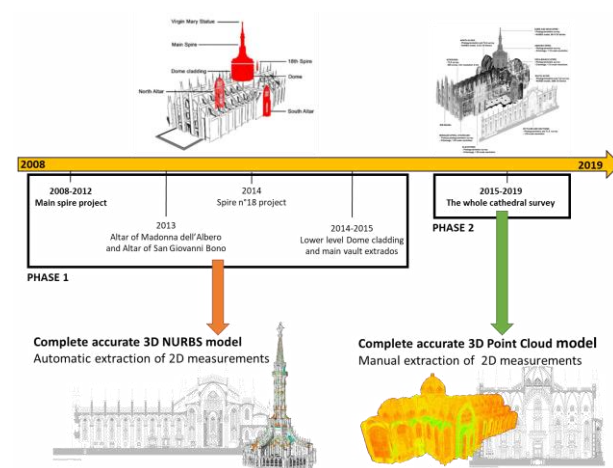 Virgin Mary Statue
Main Spire
18th Spire
Dome cladding
Dome
North Altar
South Altar
2008
2019
2008-2012
Main spire project
2013
Altar of Madonna dell'Albero
and Altar of San Giovanni Bono
2014
Spire n°18 project
2014-2015
Lower level Dome cladding
and main vault extrados
PHASE 1
2015-2019
The whole cathedral survey
PHASE 2
Complete accurate 3D NURBS model
Automatic extraction of 2D measurements
Complete accurate 3D Point Cloud model
Manual extraction of 2D measurements